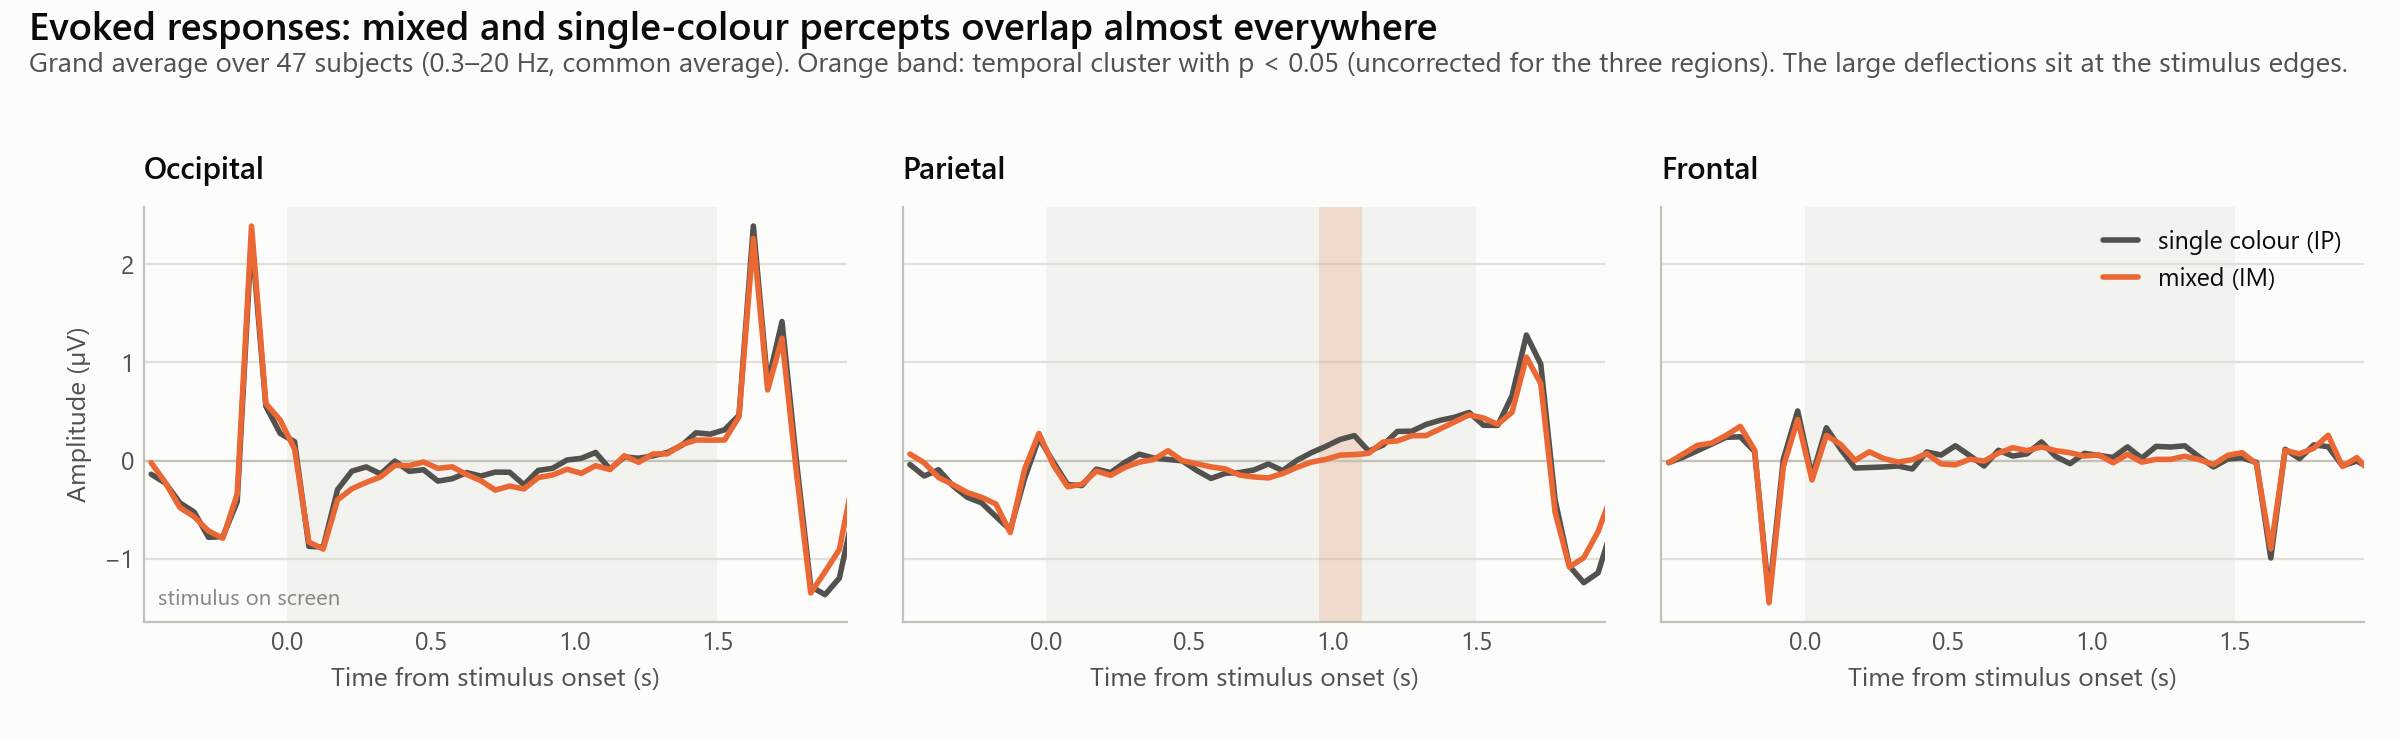 Evoked responses: mixed and single-colour percepts overlap almost everywhere
Grand average over 47 subjects (0.3–20 Hz, common average). Orange band: temporal cluster with p < 0.05 (uncorrected for the three regions). The large deflections sit at the stimulus edges.
Occipital
Parietal
Frontal
single colour (IP)
mixed (IM)
Amplitude (µV)
2
1
0
−1
stimulus on screen
0.0 0.5 1.0 1.5
0.0 0.5 1.0 1.5
0.0 0.5 1.0 1.5
Time from stimulus onset (s)
Time from stimulus onset (s)
Time from stimulus onset (s)